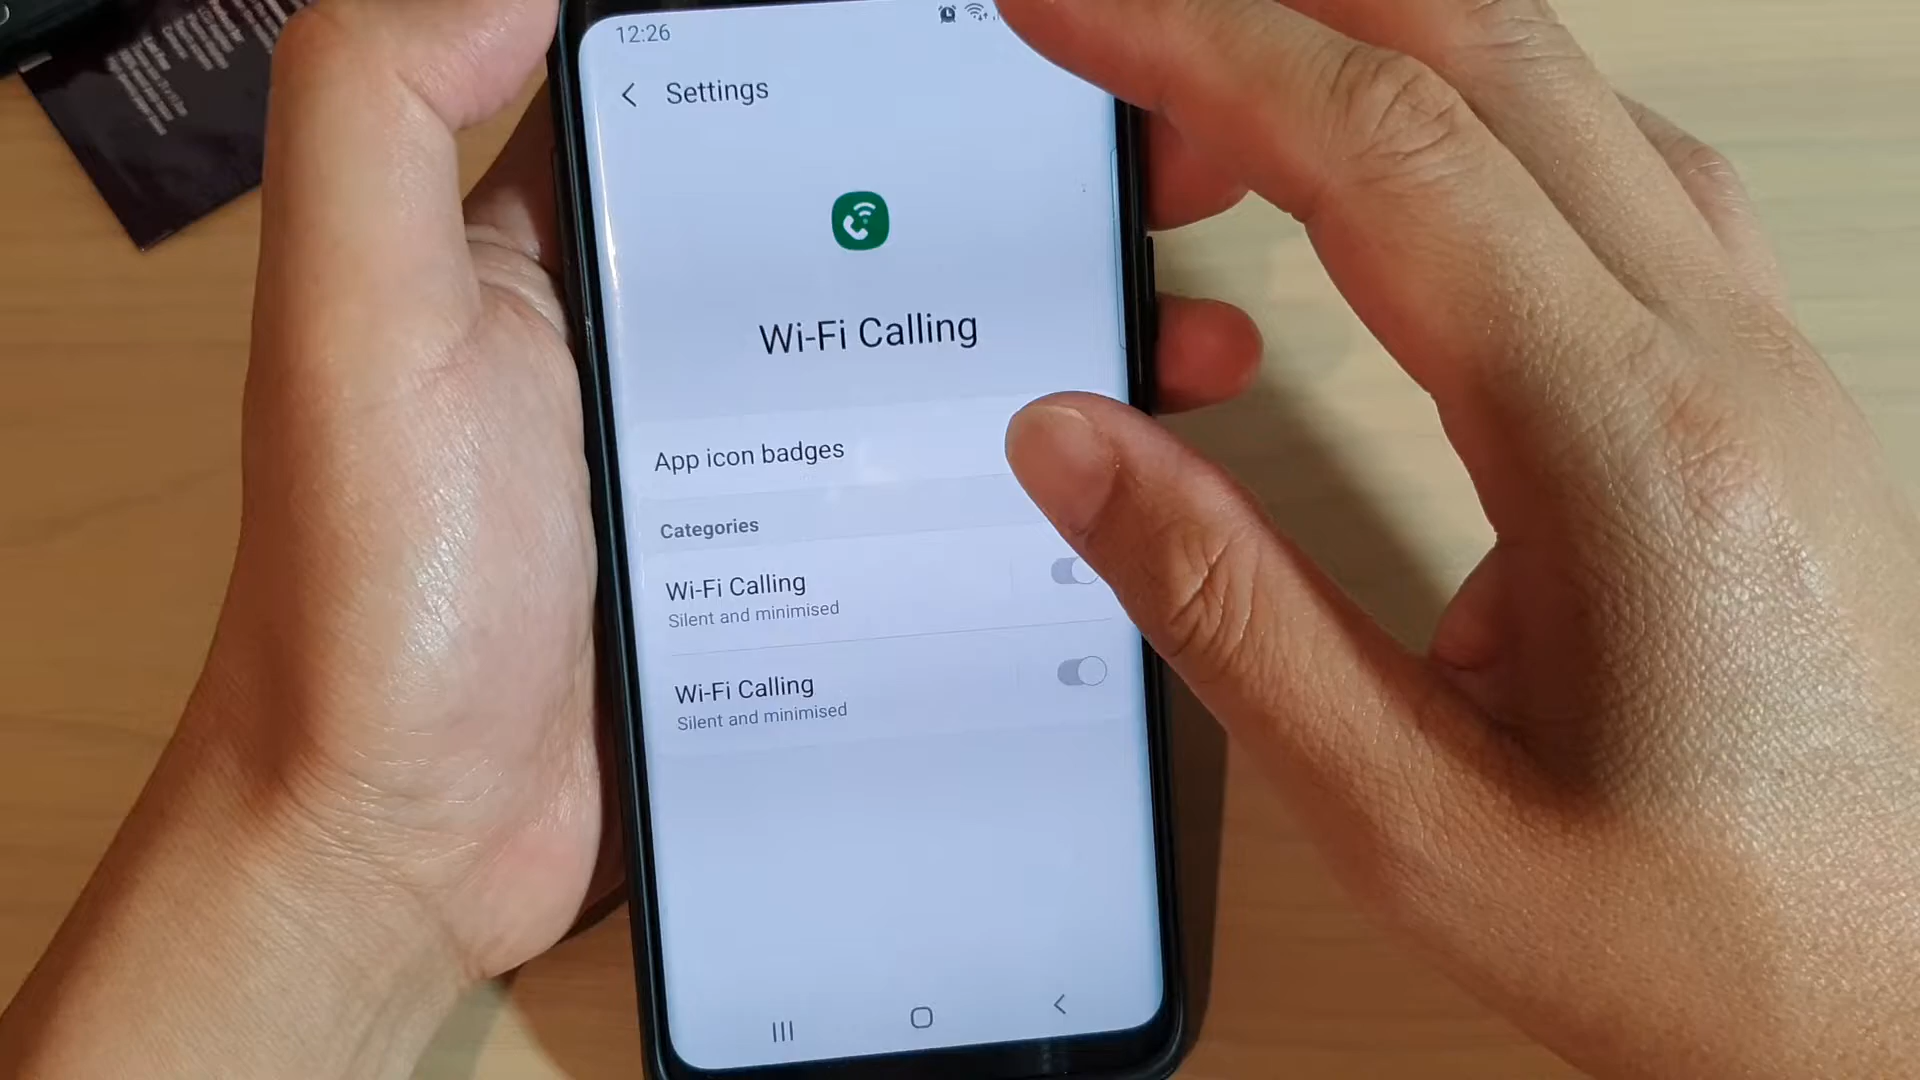 12:26
Settings
Wi-Fi Calling
App icon badges
Categories
Wi-Fi Calling
Silent and minimised
Wi-Fi Calling
Silent and minimised